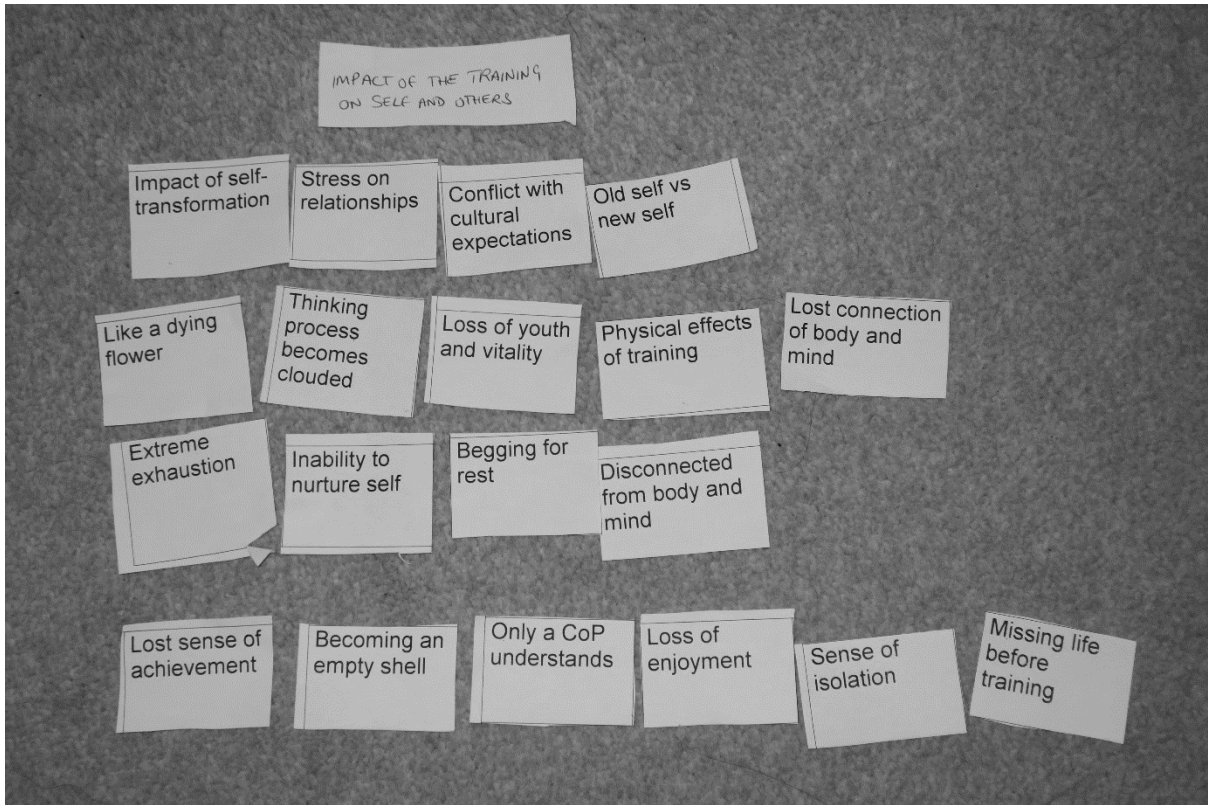 IMPACT OF THE TRAINING
ON SELF AND OTHERS
Impact of self-
transformation
Stress on
relationships
Conflict with
cultural
expectations
Old self vs
new self
Like a dying
flower
Thinking
process
becomes
clouded
Loss of youth
and vitality
Physical effects
of training
Lost connection
of body and
mind
Extreme
exhaustion
Inability to
nurture self
Begging for
rest
Disconnected
from body and
mind
Lost sense of
achievement
Becoming an
empty shell
Only a CoP
understands
Loss of
enjoyment
Sense of
isolation
Missing life
before
training